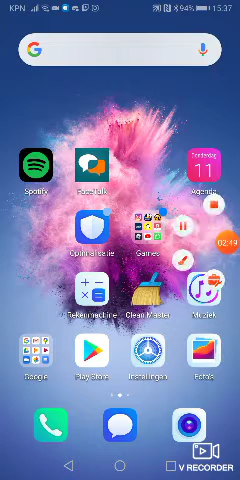 KPN 94% 15:37
Spotify FaceTalk Donderdag 11 Agenda
Optimalisatie Games 02:49
Rekenmachine Clean Master Muziek
Google Play Store Instellingen Foto's
V RECORDER